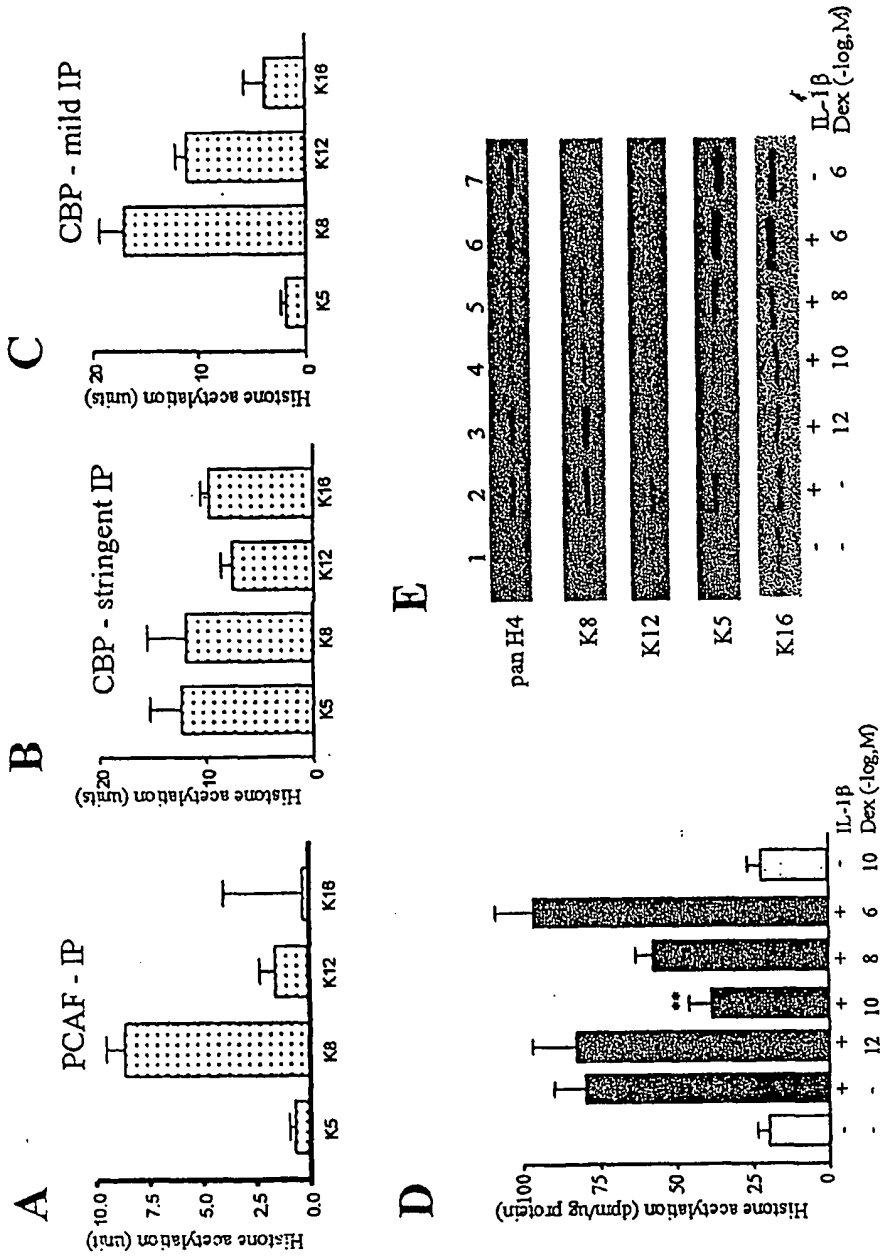 A
PCAF - IP
Histone acetylation (unit)
10.0
7.5
5.0
2.5
0.0
K5
K8
K12
K16
B
CBP - stringent IP
Histone acetylation (units)
20
10
0
K5
K8
K12
K16
C
CBP - mild IP
Histone acetylation (units)
20
10
0
K5
K8
K12
K16
D
Histone acetylation (dpm/ug protein)
100
75
50
25
0
**
- + + + + + - IL-1β
- - 12 10 8 6 10 Dex (-log,M)
E
1 2 3 4 5 6 7
pan H4
K8
K12
K5
K16
- + + + + + - IL-1β
- - 12 10 8 6 6 Dex (-log,M)